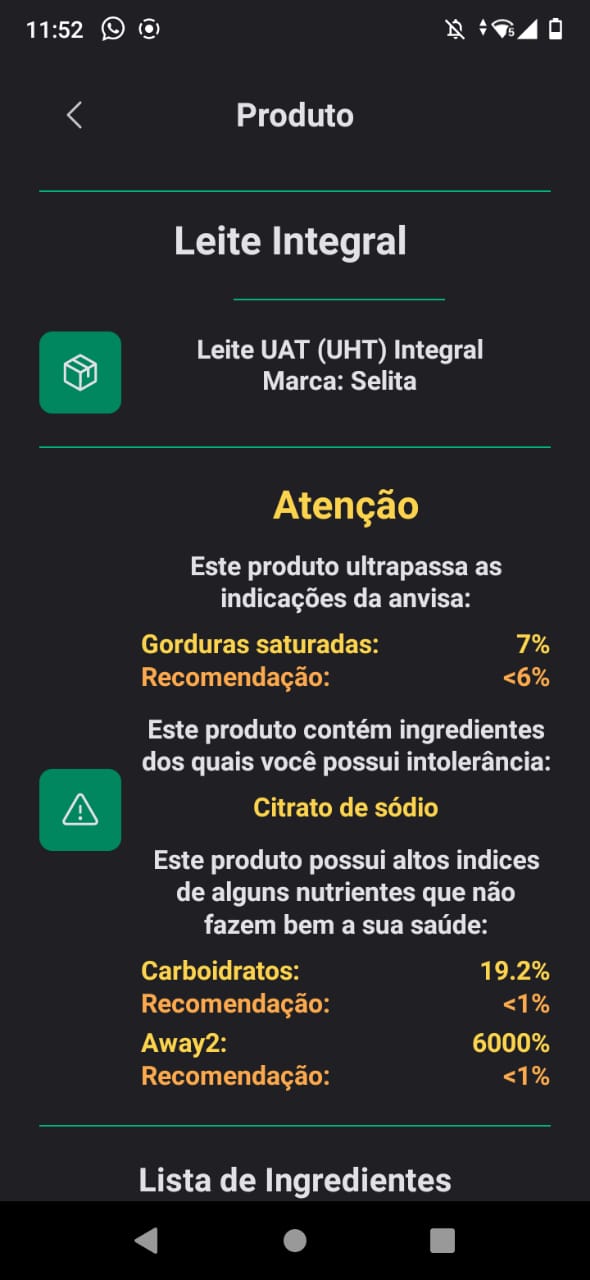 11:52
5
Produto
Leite Integral
Leite UAT (UHT) Integral
Marca: Selita
Atenção
Este produto ultrapassa as
indicações da anvisa:
Gorduras saturadas: 7%
Recomendação: <6%
Este produto contém ingredientes
dos quais você possui intolerância:
Citrato de sódio
Este produto possui altos indices
de alguns nutrientes que não
fazem bem a sua saúde:
Carboidratos: 19.2%
Recomendação: <1%
Away2: 6000%
Recomendação: <1%
Lista de Ingredientes